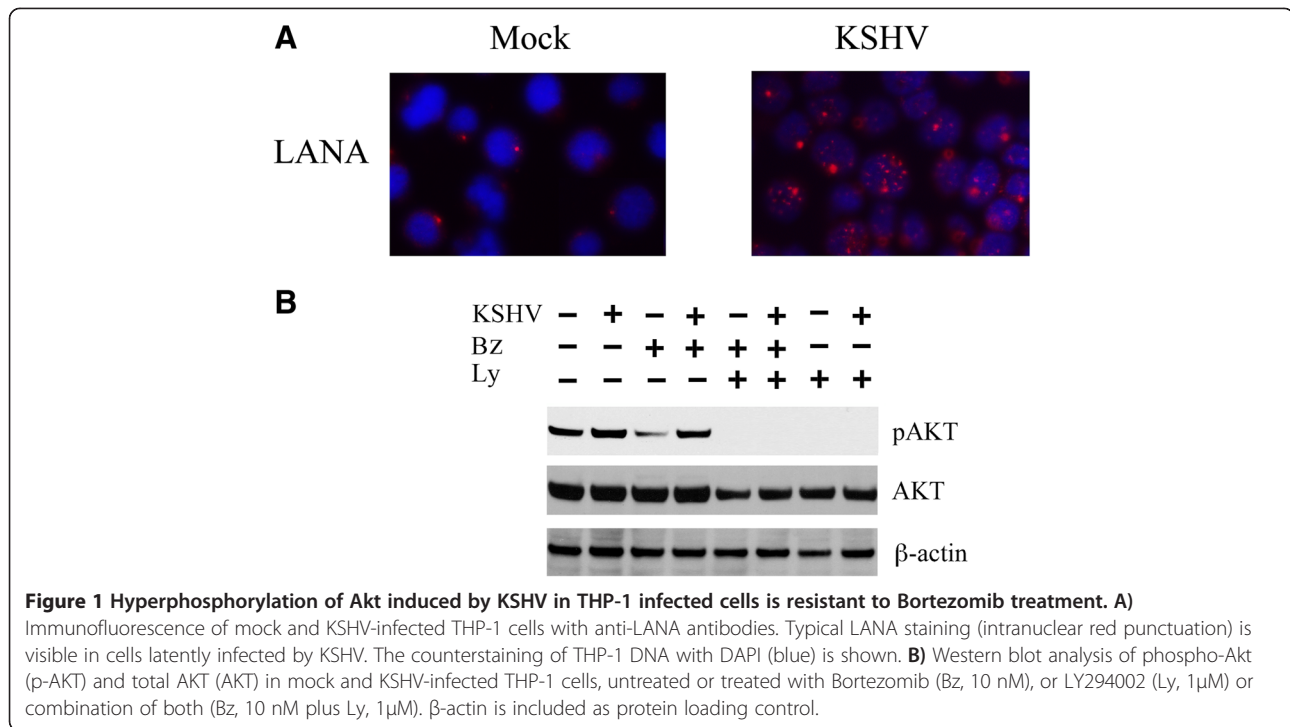 A
Mock KSHV
LANA
B
KSHV − + − + − + − +
Bz − − + + + + − −
Ly − − − − + + + +
pAKT
AKT
β-actin
Figure 1 Hyperphosphorylation of Akt induced by KSHV in THP-1 infected cells is resistant to Bortezomib treatment. A)
Immunofluorescence of mock and KSHV-infected THP-1 cells with anti-LANA antibodies. Typical LANA staining (intranuclear red punctuation) is
visible in cells latently infected by KSHV. The counterstaining of THP-1 DNA with DAPI (blue) is shown. B) Western blot analysis of phospho-Akt
(p-AKT) and total AKT (AKT) in mock and KSHV-infected THP-1 cells, untreated or treated with Bortezomib (Bz, 10 nM), or LY294002 (Ly, 1μM) or
combination of both (Bz, 10 nM plus Ly, 1μM). β-actin is included as protein loading control.